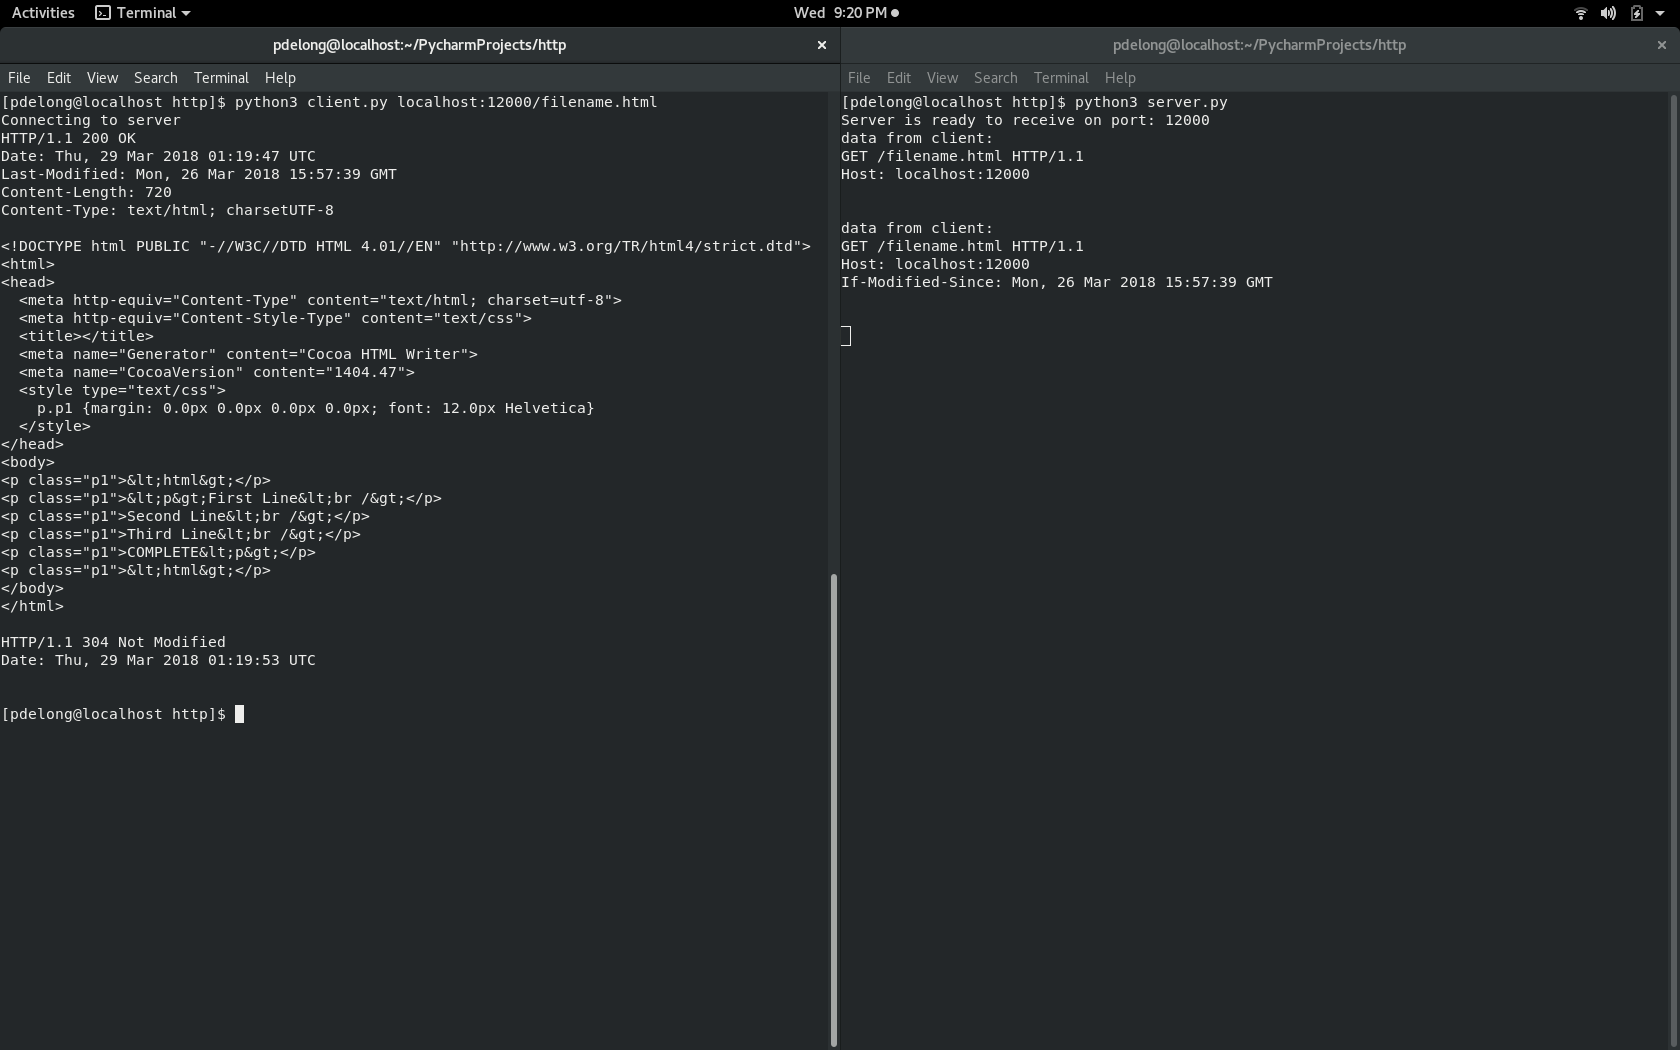 Activities Terminal Wed 9:20 PM
pdelong@localhost:~/PycharmProjects/http
File Edit View Search Terminal Help
[pdelong@localhost http]$ python3 client.py localhost:12000/filename.html
Connecting to server
HTTP/1.1 200 OK
Date: Thu, 29 Mar 2018 01:19:47 UTC
Last-Modified: Mon, 26 Mar 2018 15:57:39 GMT
Content-Length: 720
Content-Type: text/html; charsetUTF-8
<!DOCTYPE html PUBLIC "-//W3C//DTD HTML 4.01//EN" "http://www.w3.org/TR/html4/strict.dtd">
<html>
<head>
  <meta http-equiv="Content-Type" content="text/html; charset=utf-8">
  <meta http-equiv="Content-Style-Type" content="text/css">
  <title></title>
  <meta name="Generator" content="Cocoa HTML Writer">
  <meta name="CocoaVersion" content="1404.47">
  <style type="text/css">
    p.p1 {margin: 0.0px 0.0px 0.0px 0.0px; font: 12.0px Helvetica}
  </style>
</head>
<body>
<p class="p1">&lt;html&gt;</p>
<p class="p1">&lt;p&gt;First Line&lt;br /&gt;</p>
<p class="p1">Second Line&lt;br /&gt;</p>
<p class="p1">Third Line&lt;br /&gt;</p>
<p class="p1">COMPLETE&lt;p&gt;</p>
<p class="p1">&lt;html&gt;</p>
</body>
</html>
HTTP/1.1 304 Not Modified
Date: Thu, 29 Mar 2018 01:19:53 UTC
[pdelong@localhost http]$
pdelong@localhost:~/PycharmProjects/http
File Edit View Search Terminal Help
[pdelong@localhost http]$ python3 server.py
Server is ready to receive on port: 12000
data from client:
GET /filename.html HTTP/1.1
Host: localhost:12000
data from client:
GET /filename.html HTTP/1.1
Host: localhost:12000
If-Modified-Since: Mon, 26 Mar 2018 15:57:39 GMT